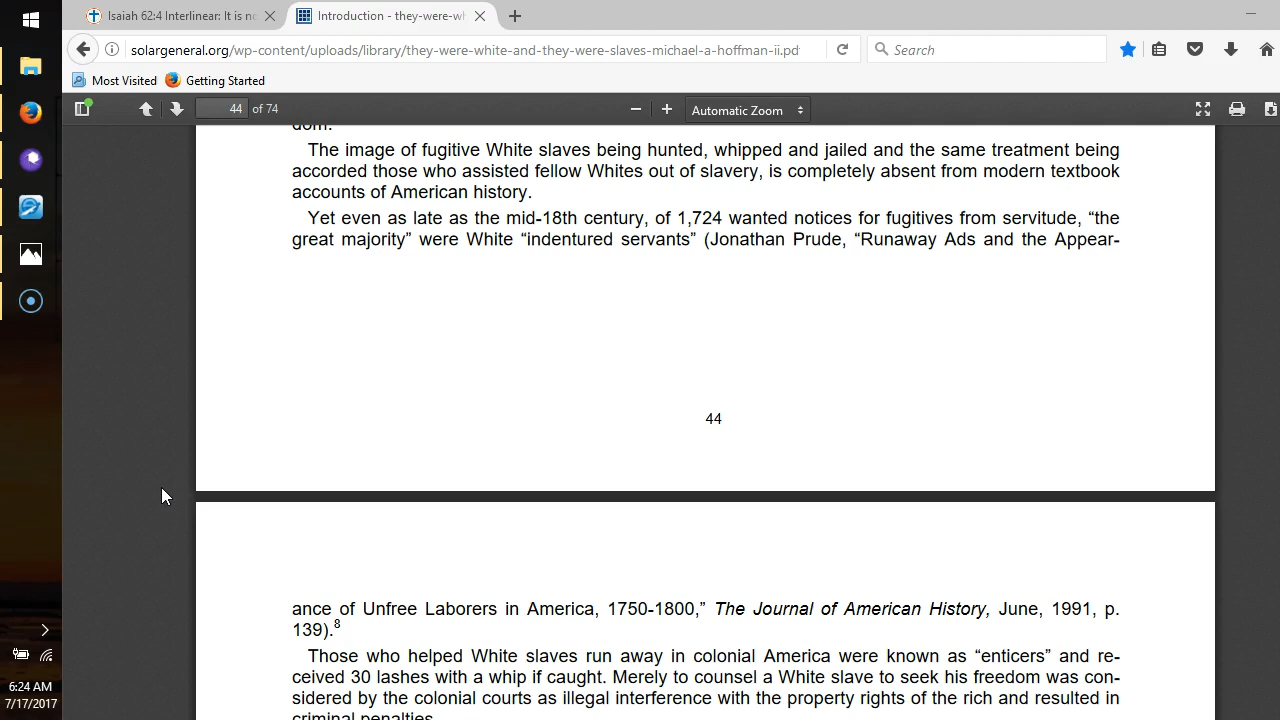 Isaiah 62:4 Interlinear: It is no
Introduction - they-were-wh
solargeneral.org/wp-content/uploads/library/they-were-white-and-they-were-slaves-michael-a-hoffman-ii.pd
Search
Most Visited
Getting Started
44 of 74
Automatic Zoom
dom.
The image of fugitive White slaves being hunted, whipped and jailed and the same treatment being
accorded those who assisted fellow Whites out of slavery, is completely absent from modern textbook
accounts of American history.
Yet even as late as the mid-18th century, of 1,724 wanted notices for fugitives from servitude, “the
great majority” were White “indentured servants” (Jonathan Prude, “Runaway Ads and the Appear-
44
ance of Unfree Laborers in America, 1750-1800,” The Journal of American History, June, 1991, p.
139).8
Those who helped White slaves run away in colonial America were known as “enticers” and re-
ceived 30 lashes with a whip if caught. Merely to counsel a White slave to seek his freedom was con-
sidered by the colonial courts as illegal interference with the property rights of the rich and resulted in
criminal penalties.
6:24 AM
7/17/2017